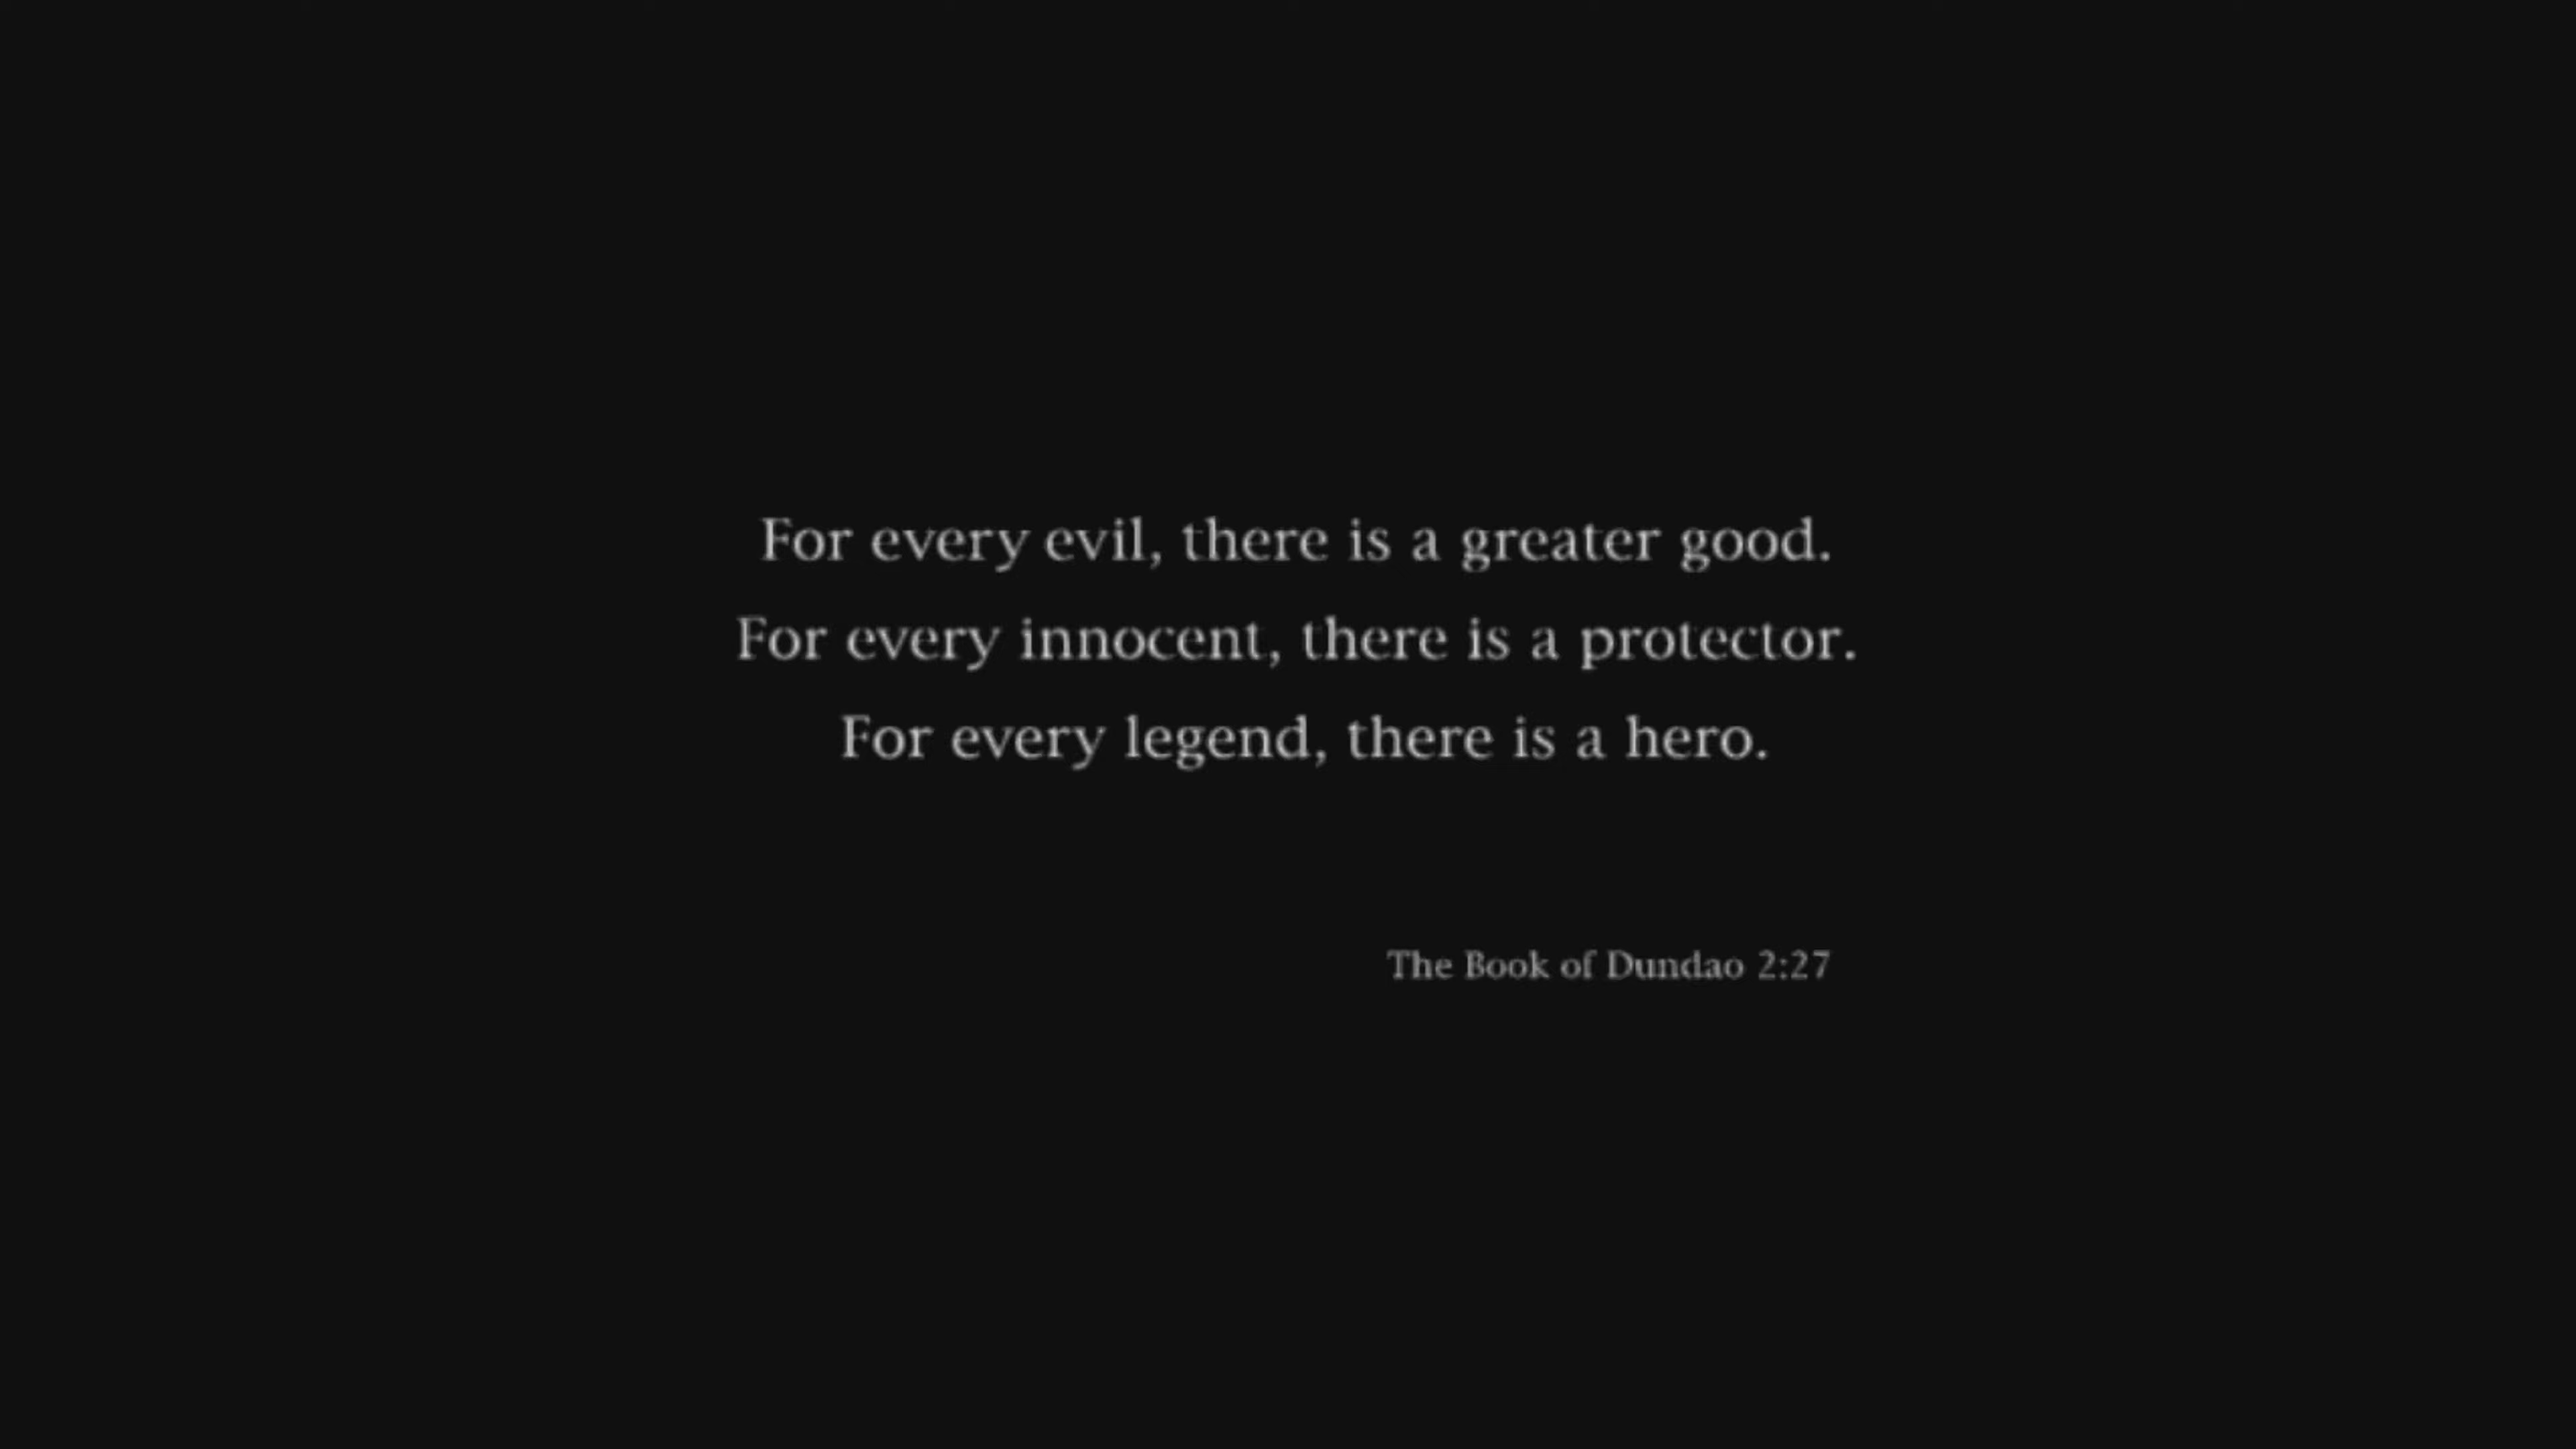 For every evil, there is a greater good.
For every innocent, there is a protector.
For every legend, there is a hero.
The Book of Dundao 2:27